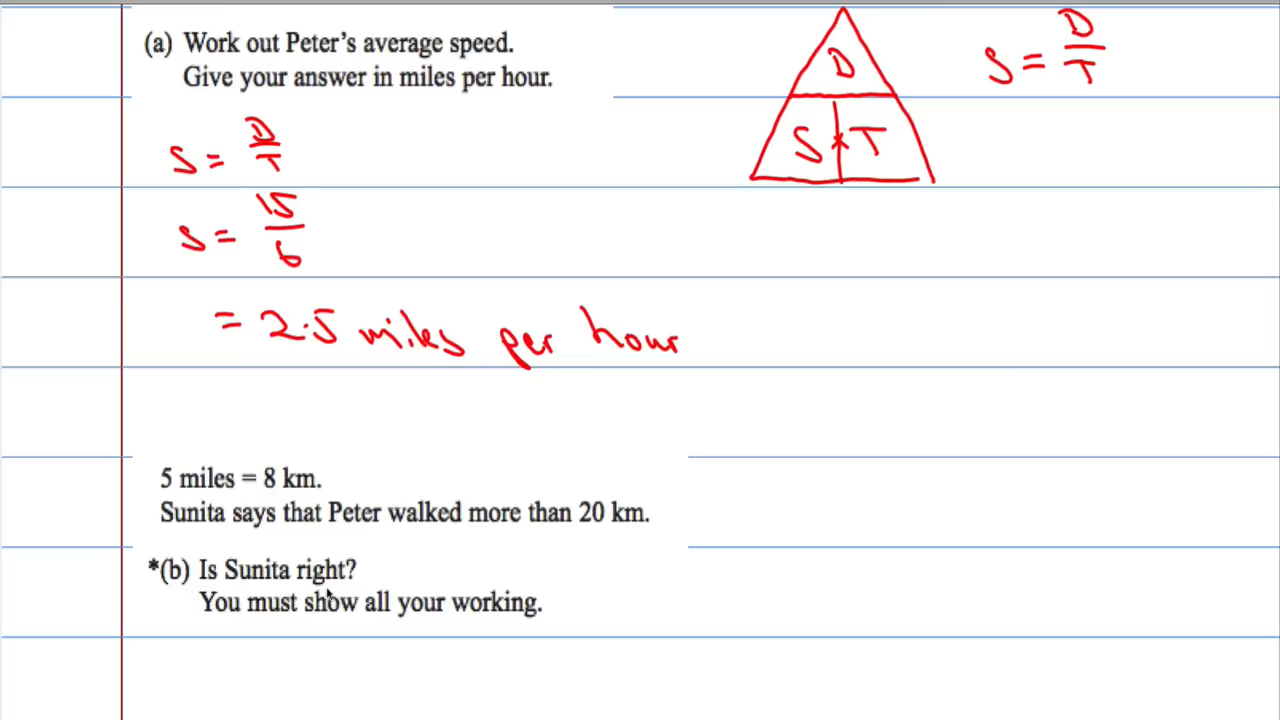 (a) Work out Peter's average speed.
Give your answer in miles per hour.
D
S × T
S = D/T
S = D/T
S = 15/6
= 2.5 miles per hour
5 miles = 8 km.
Sunita says that Peter walked more than 20 km.
*(b) Is Sunita right?
You must show all your working.